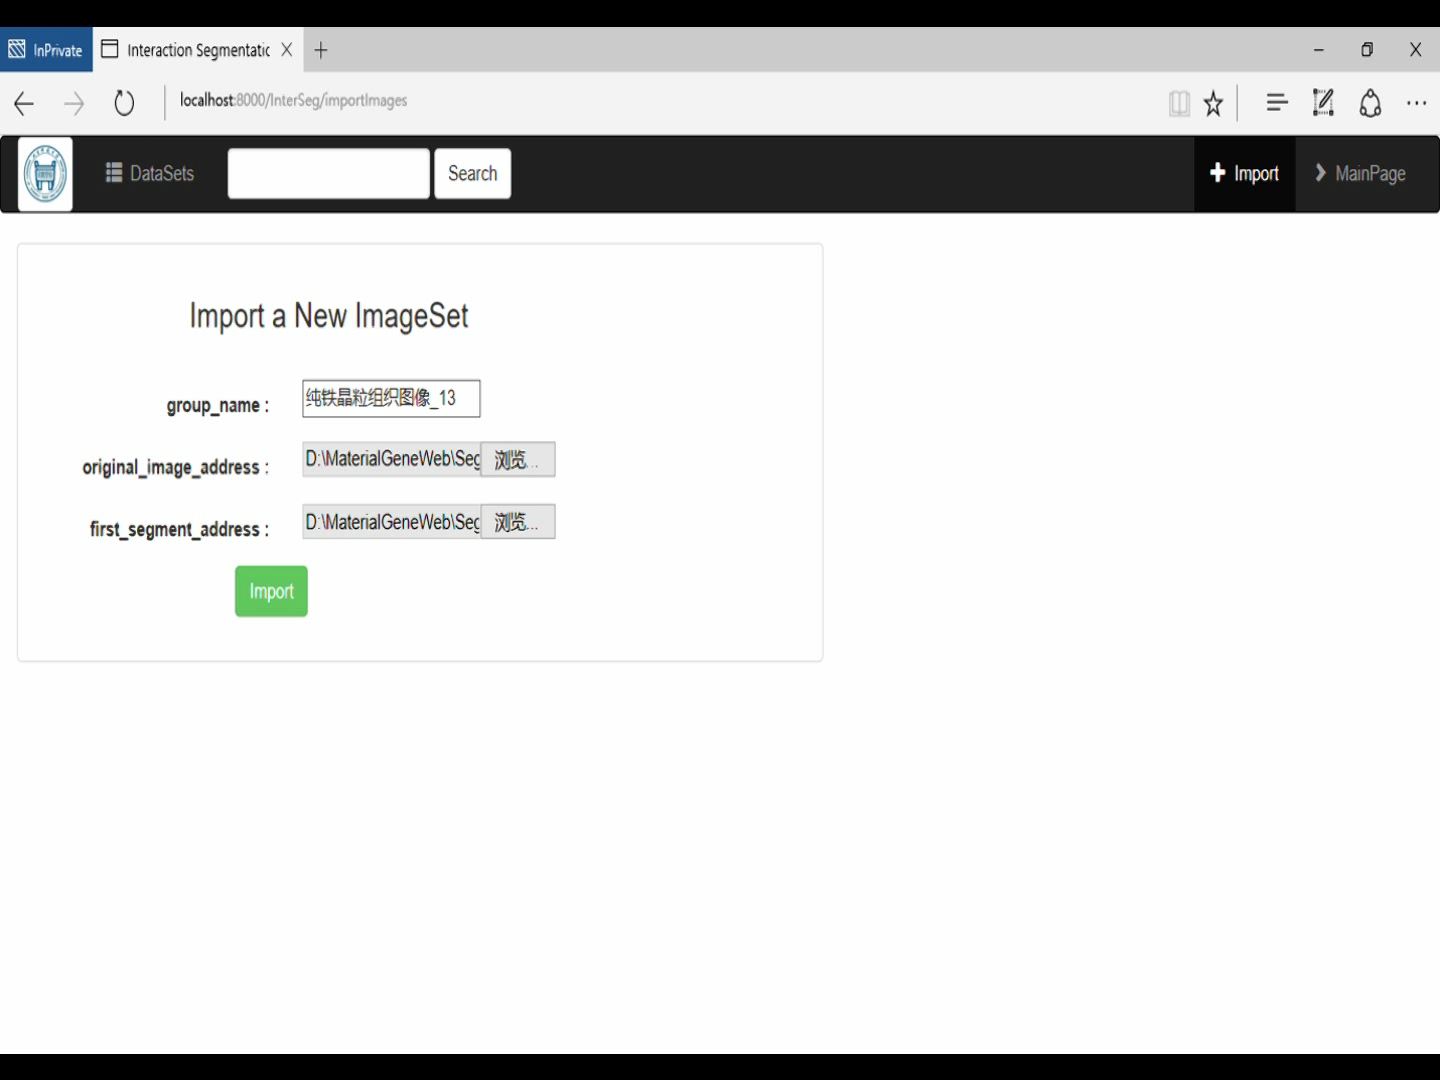 InPrivate
Interaction Segmentatic
localhost:8000/InterSeg/importImages
DataSets
Search
Import
MainPage
Import a New ImageSet
group_name :
纯铁晶粒组织图像_13
original_image_address :
D:\MaterialGeneWeb\Seg
浏览...
first_segment_address :
D:\MaterialGeneWeb\Seg
浏览...
Import